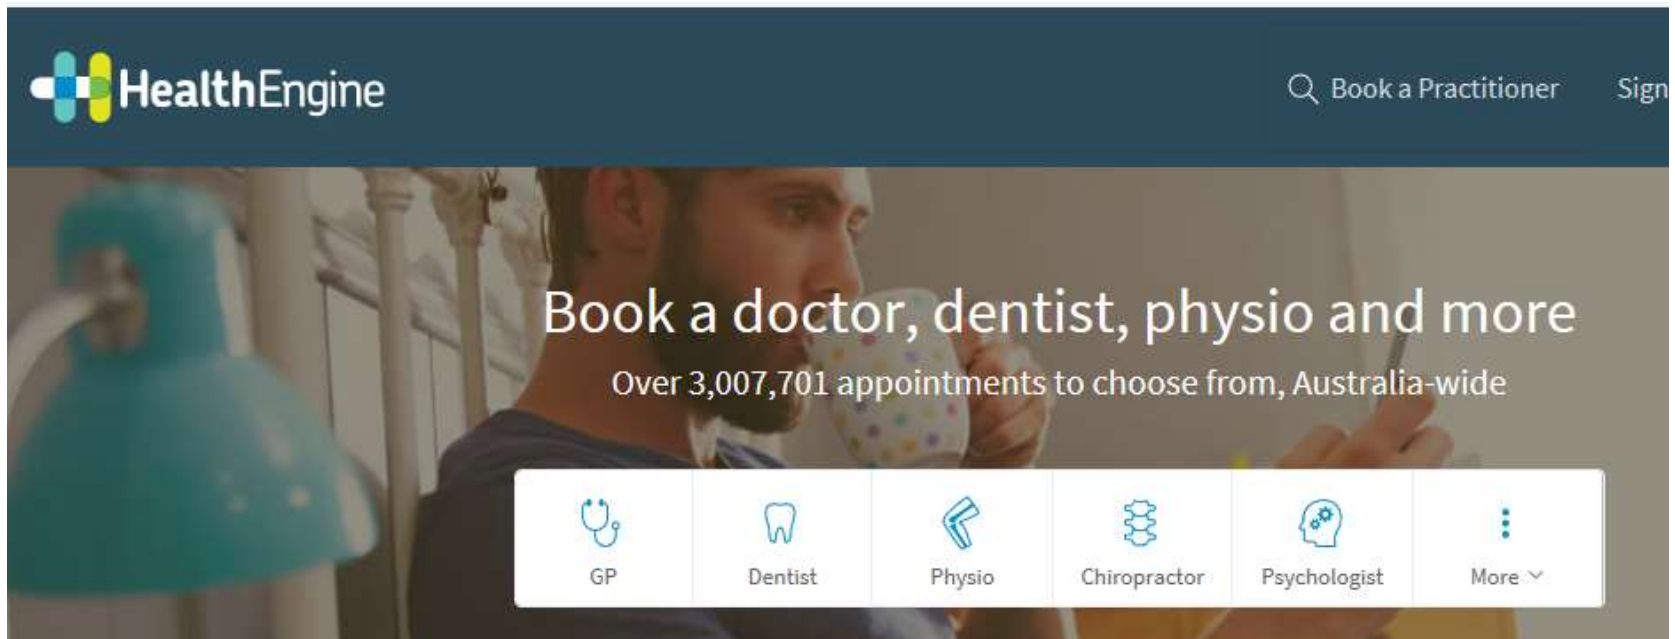 HealthEngine
Book a Practitioner
Sign
Book a doctor, dentist, physio and more
Over 3,007,701 appointments to choose from, Australia-wide
GP
Dentist
Physio
Chiropractor
Psychologist
More